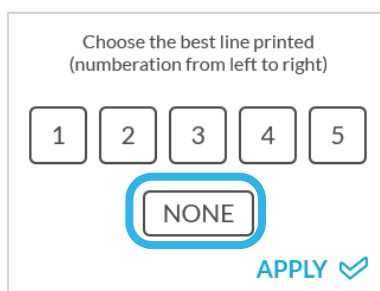 Choose the best line printed
(numberation from left to right)
1 2 3 4 5
NONE
APPLY